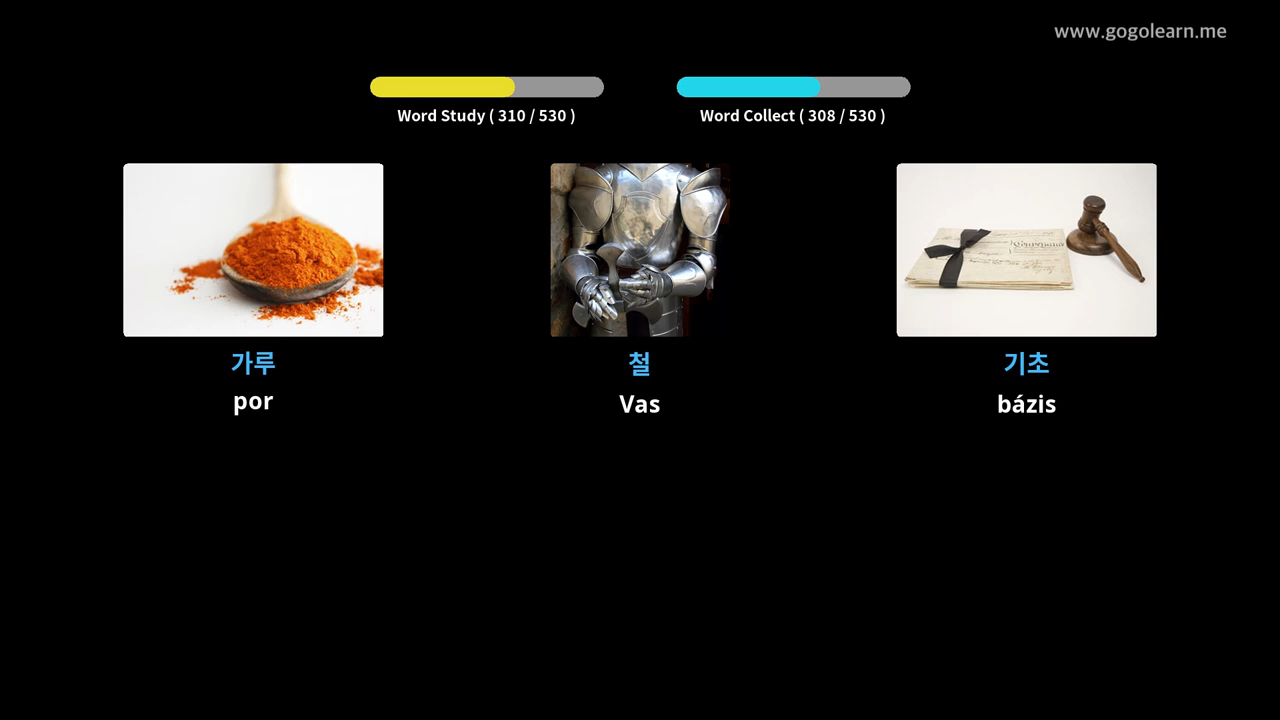 www.gogolearn.me
Word Study ( 310 / 530 )
Word Collect ( 308 / 530 )
가루
철
기초
por
Vas
bázis